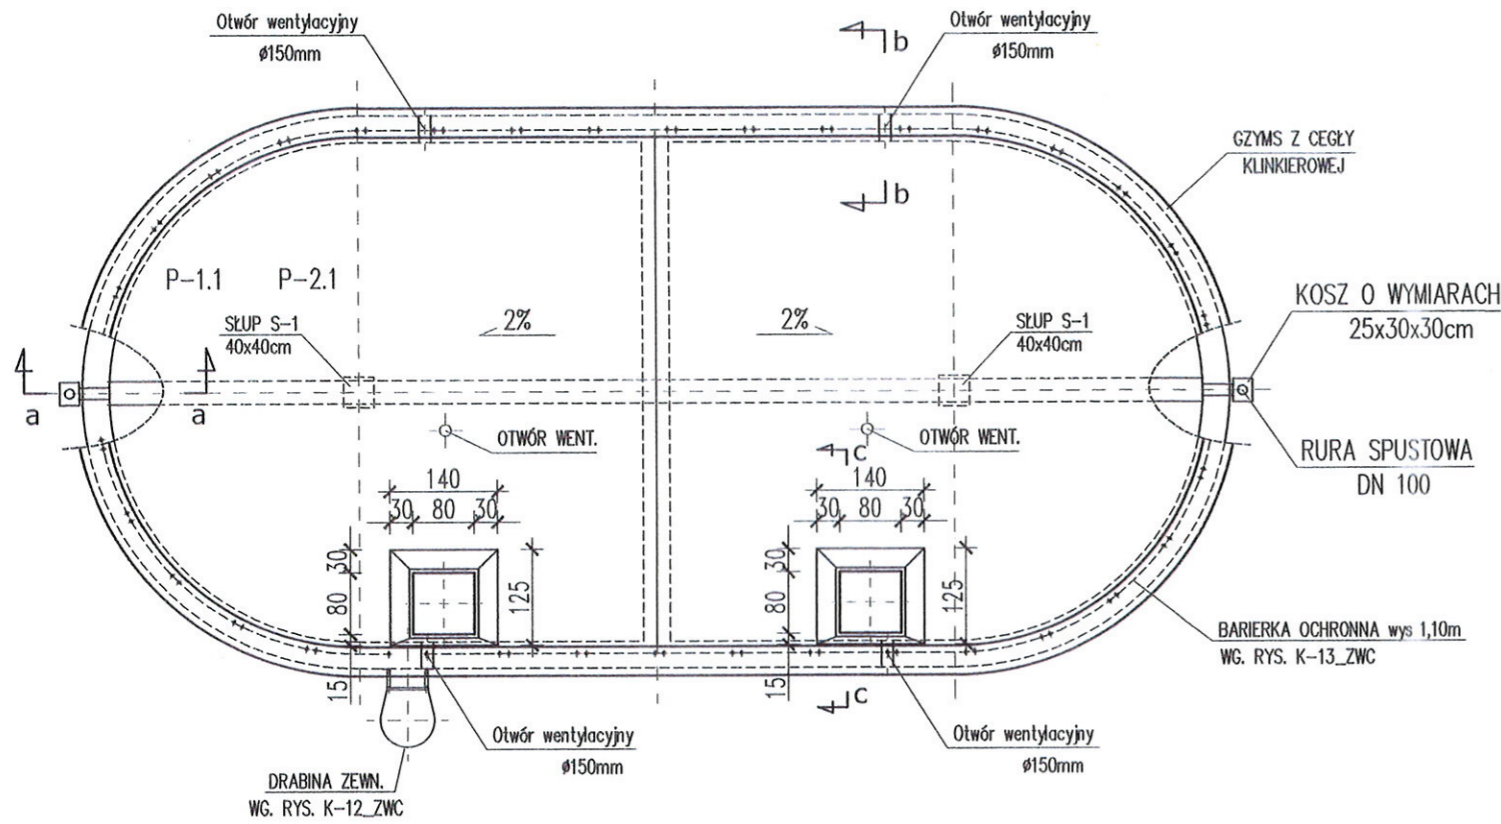 Otwór wentylacyjny
ø150mm
b
Otwór wentylacyjny
ø150mm
GZYMS Z CEGŁY
KLINKIEROWEJ
b
P-1.1
P-2.1
SŁUP S-1
40x40cm
2%
2%
SŁUP S-1
40x40cm
KOSZ O WYMIARACH
25x30x30cm
a
a
OTWÓR WENT.
OTWÓR WENT.
c
RURA SPUSTOWA
DN 100
140
30
80
30
140
30
80
30
30
80
15
125
30
80
15
125
BARIERKA OCHRONNA wys 1,10m
WG. RYS. K-13_ZWC
c
Otwór wentylacyjny
ø150mm
Otwór wentylacyjny
ø150mm
DRABINA ZEWN.
WG. RYS. K-12_ZWC